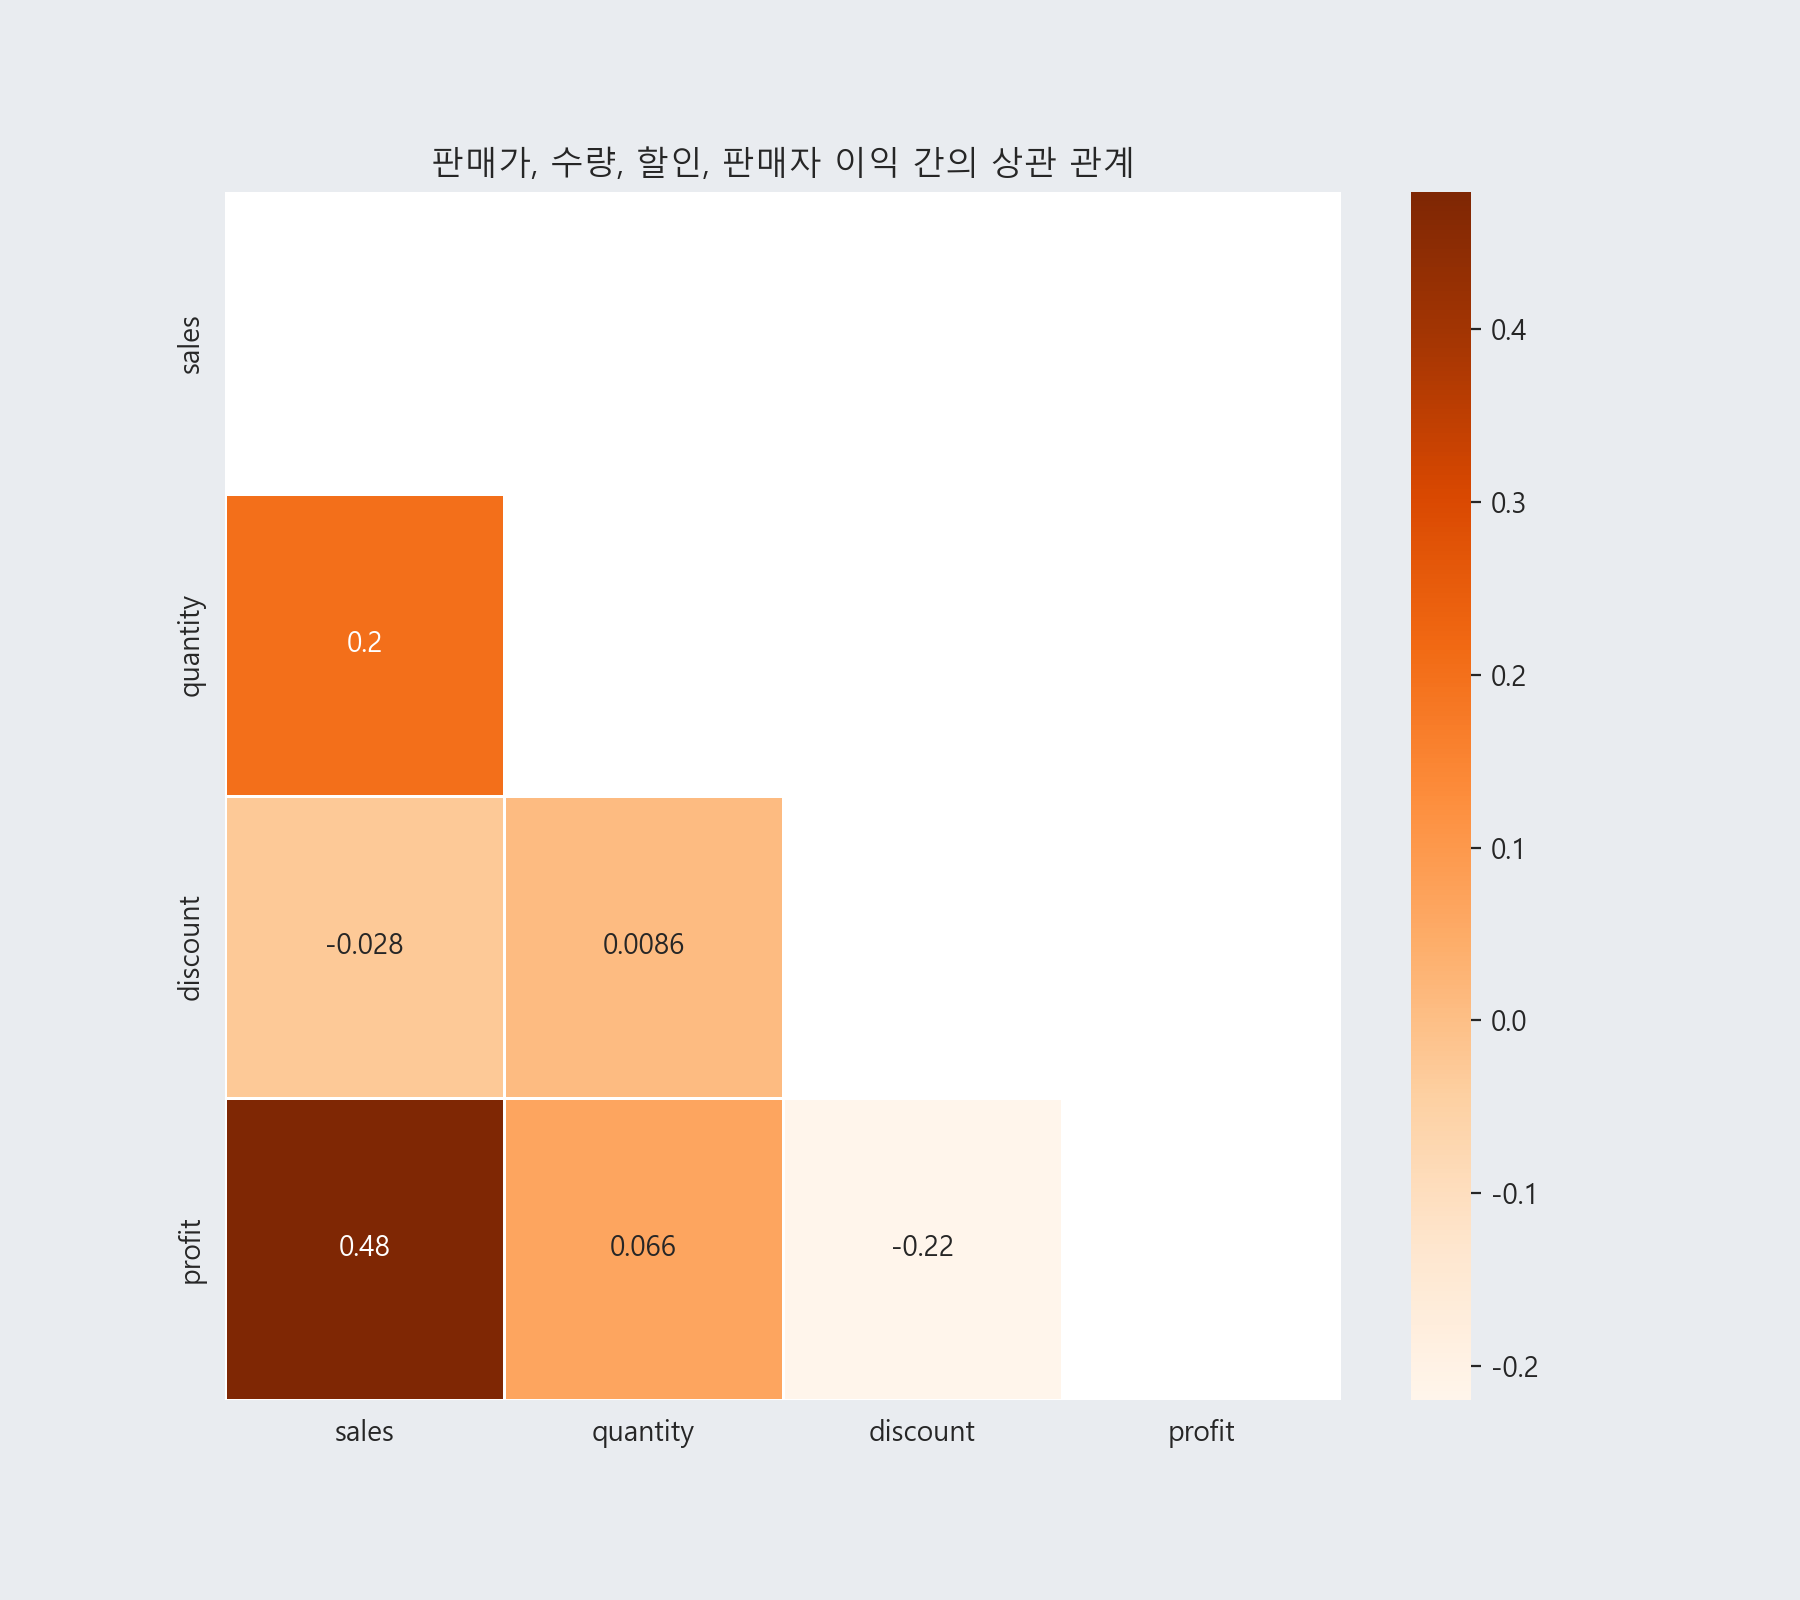 판매가, 수량, 할인, 판매자 이익 간의 상관 관계
sales
quantity
discount
profit
0.2
-0.028 0.0086
0.48 0.066 -0.22
sales quantity discount profit
0.4
0.3
0.2
0.1
0.0
-0.1
-0.2